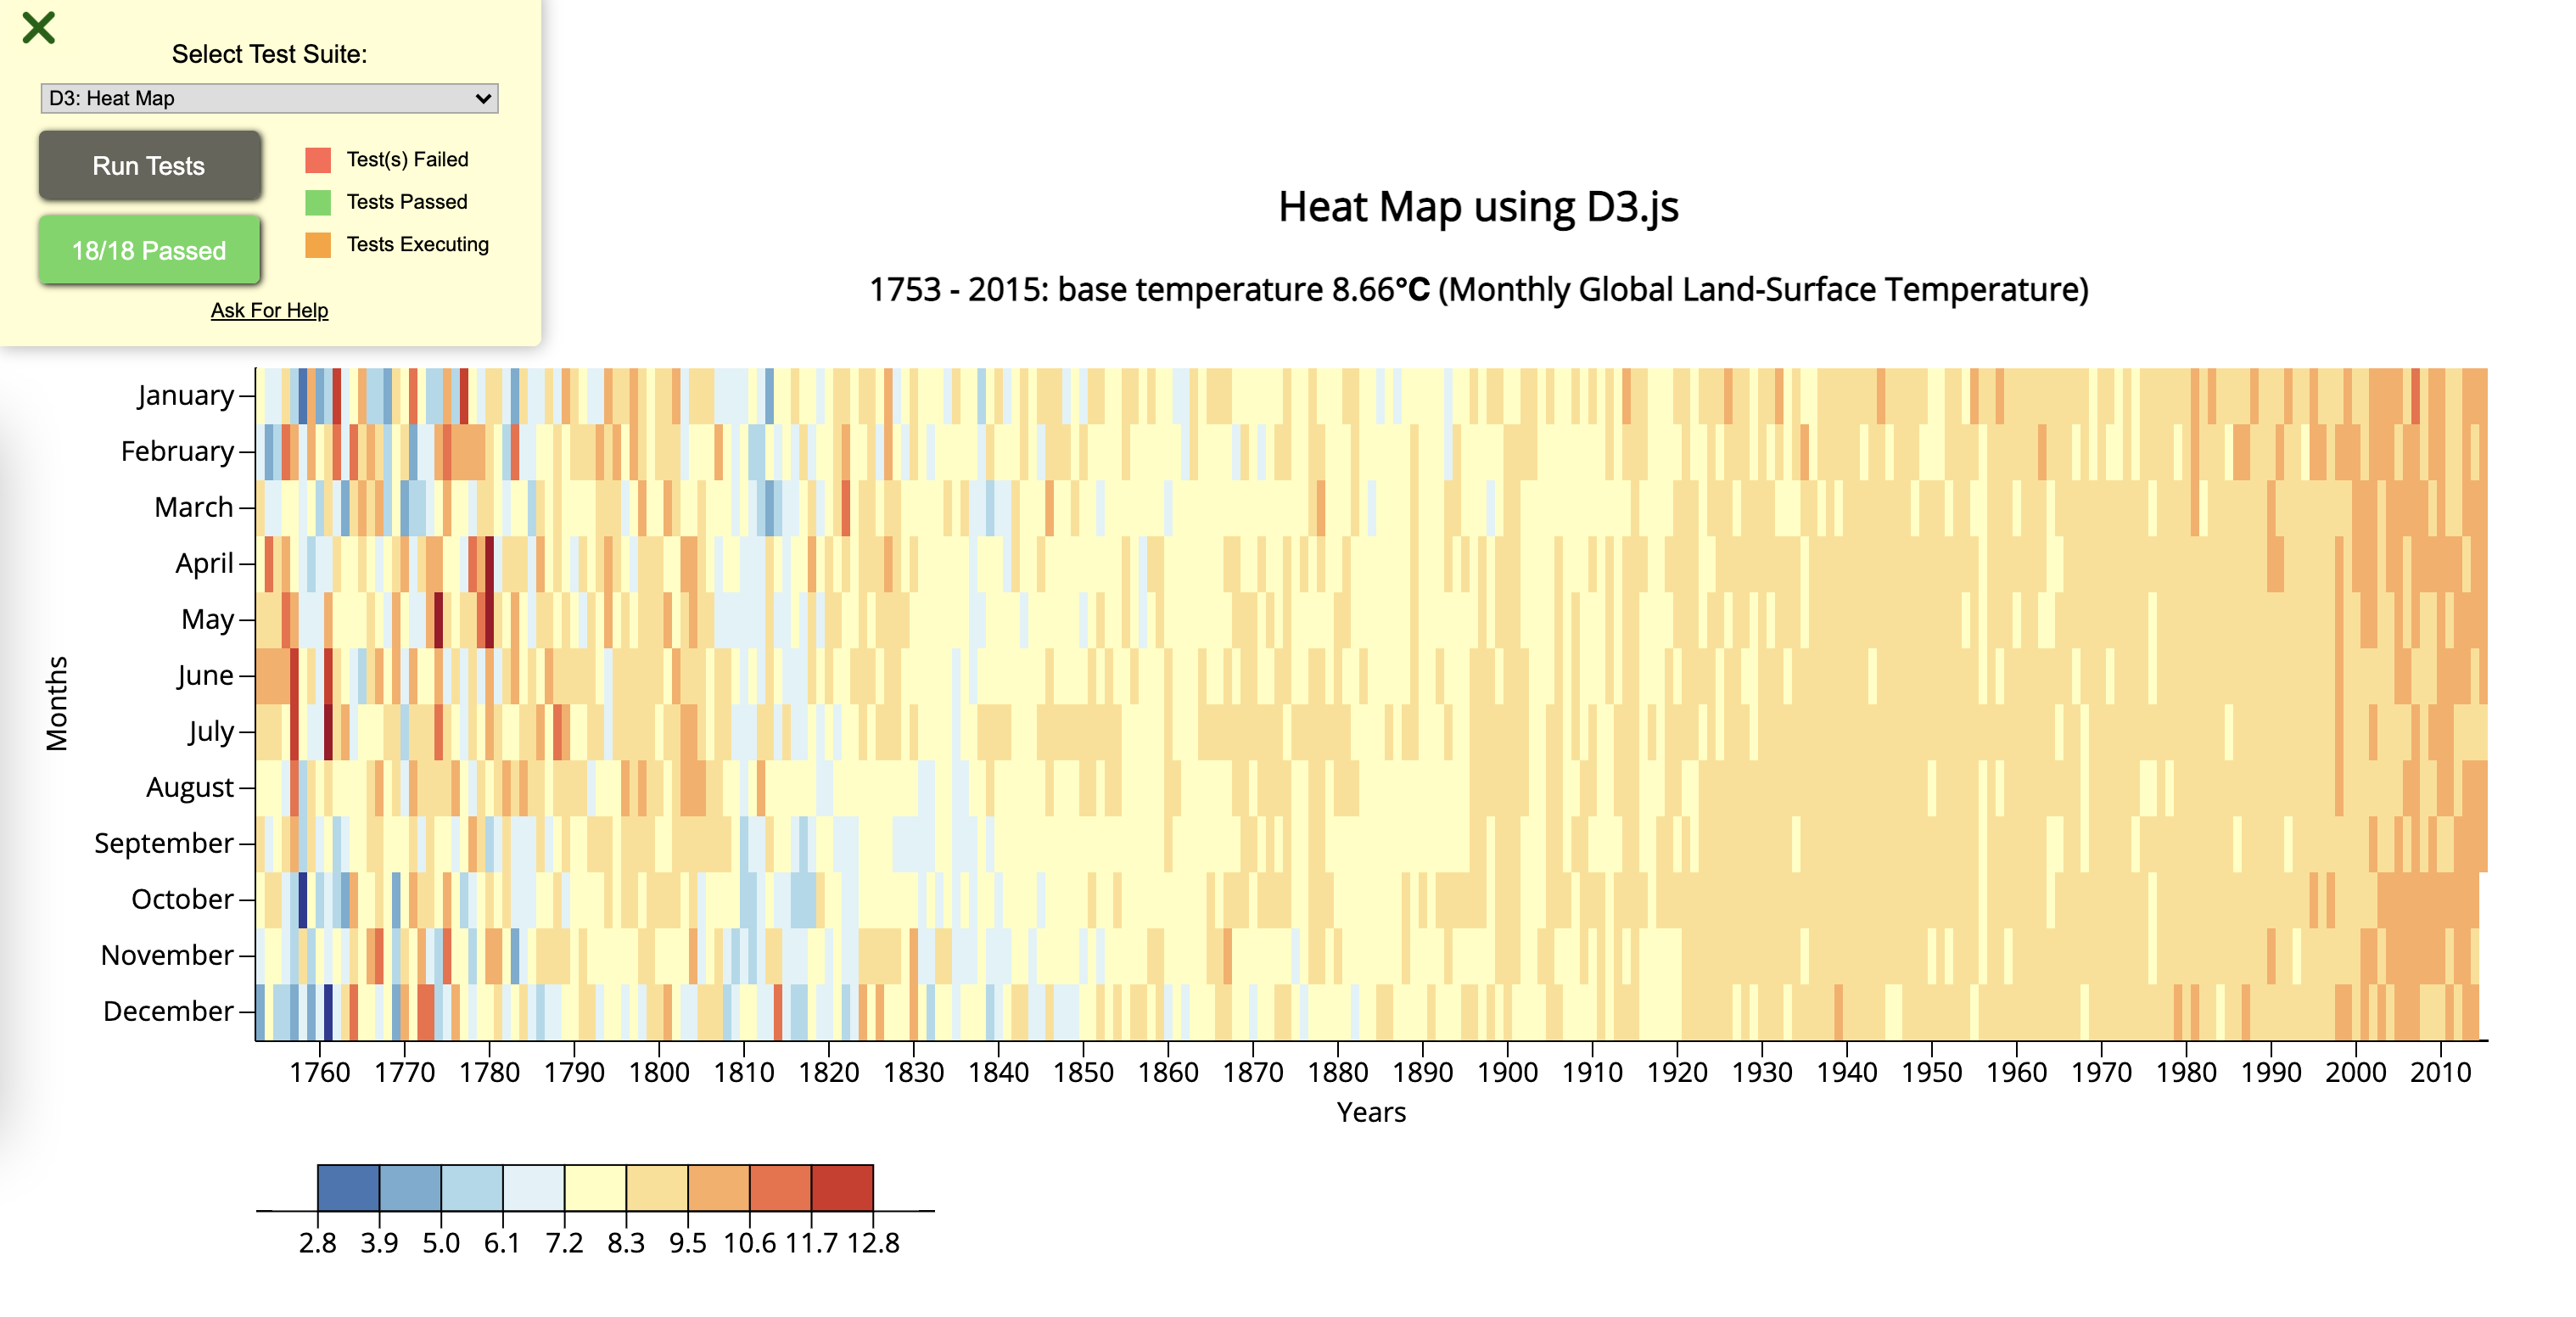 Select Test Suite:
D3: Heat Map
Run Tests
Test(s) Failed
Tests Passed
18/18 Passed
Tests Executing
Ask For Help
Heat Map using D3.js
1753 - 2015: base temperature 8.66℃ (Monthly Global Land-Surface Temperature)
January
February
March
April
May
June
July
August
September
October
November
December
Months
1760 1770 1780 1790 1800 1810 1820 1830 1840 1850 1860 1870 1880 1890 1900 1910 1920 1930 1940 1950 1960 1970 1980 1990 2000 2010
Years
2.8 3.9 5.0 6.1 7.2 8.3 9.5 10.6 11.7 12.8